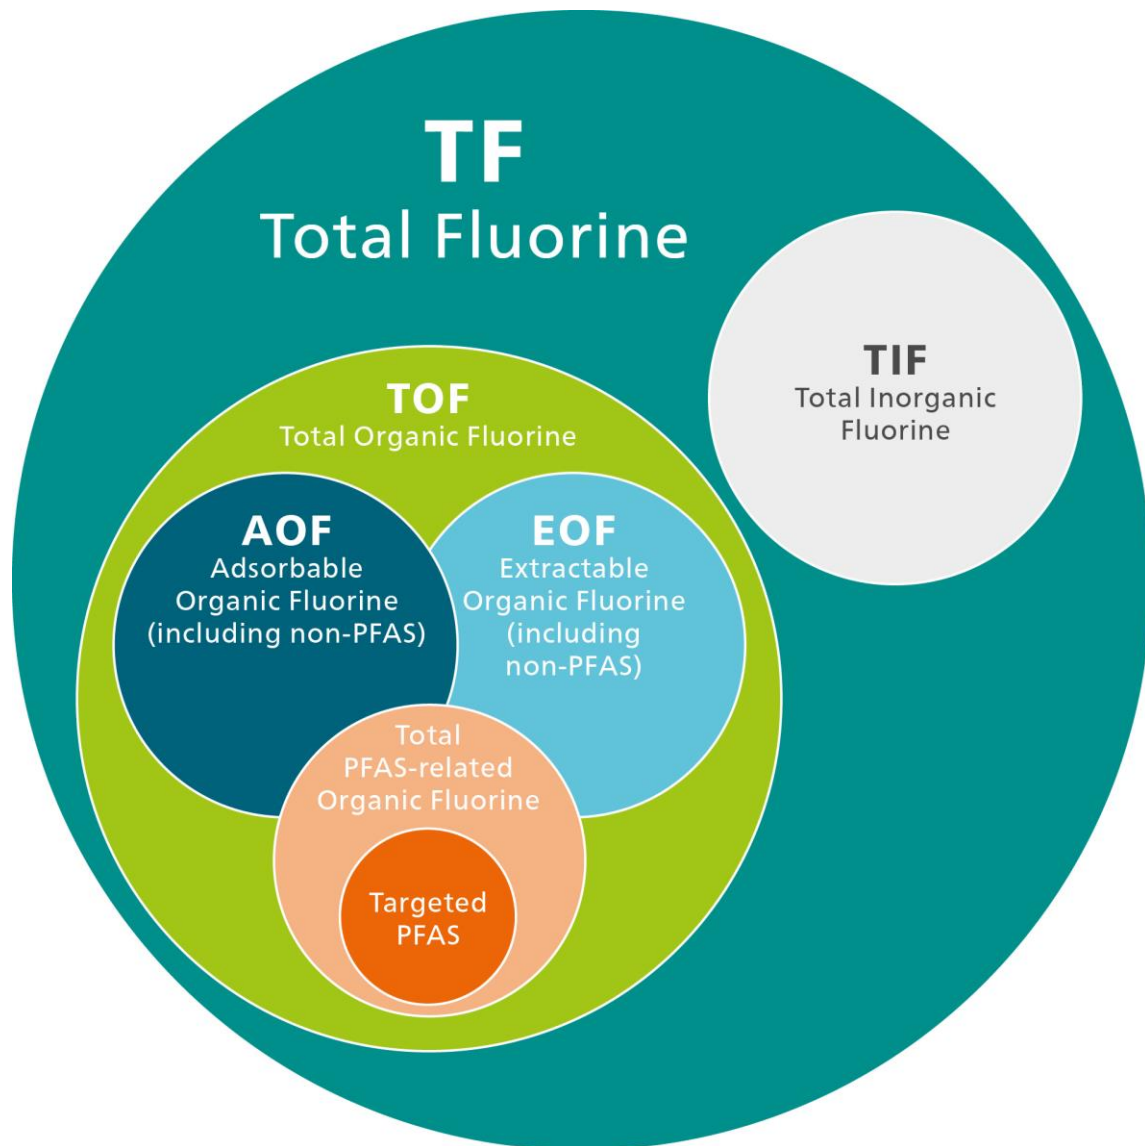 TF
Total Fluorine
TIF
Total Inorganic
Fluorine
TOF
Total Organic Fluorine
AOF
Adsorbable
Organic Fluorine
(including non-PFAS)
EOF
Extractable
Organic Fluorine
(including
non-PFAS)
Total
PFAS-related
Organic Fluorine
Targeted
PFAS